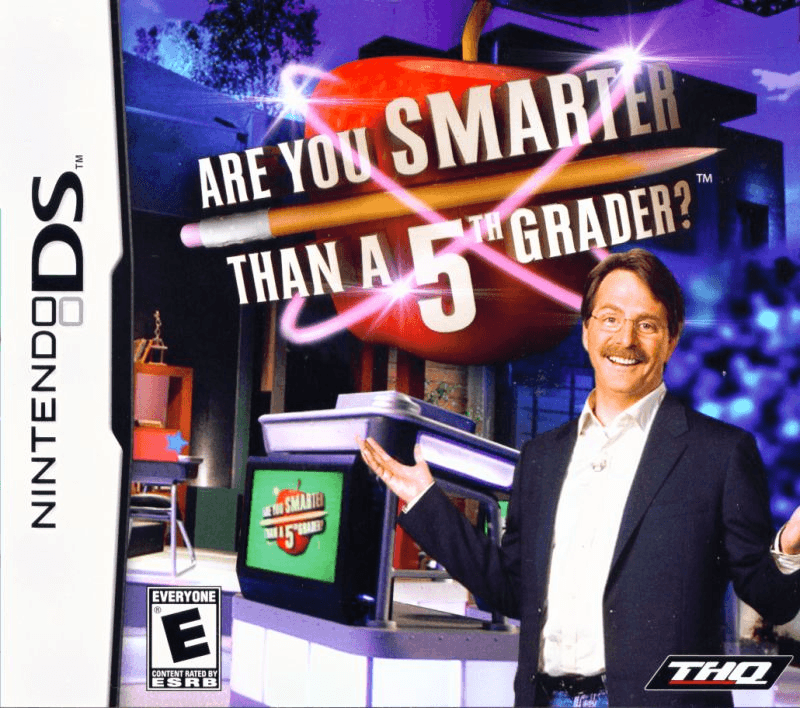 NINTENDO DS™
ARE YOU SMARTER
THAN A 5TH GRADER?™
ARE YOU SMARTER
THAN A 5TH GRADER?
EVERYONE
E
®
CONTENT RATED BY
ESRB
THQ